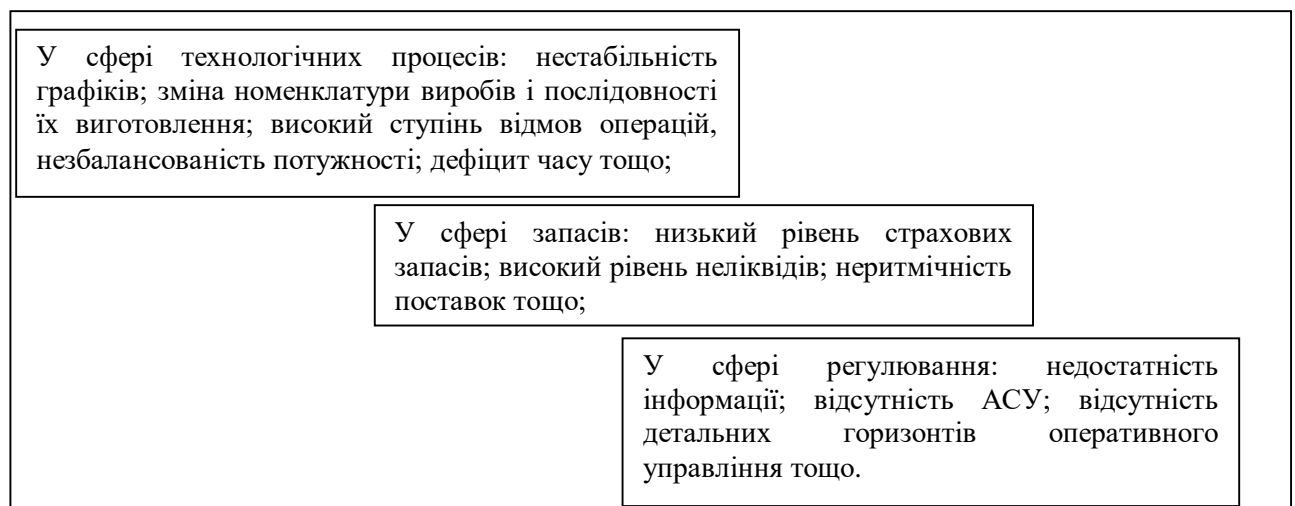 У сфері технологічних процесів: нестабільність
графіків; зміна номенклатури виробів і послідовності
їх виготовлення; високий ступінь відмов операцій,
незбалансованість потужності; дефіцит часу тощо;
У сфері запасів: низький рівень страхових
запасів; високий рівень неліквідів; неритмічність
поставок тощо;
У сфері регулювання: недостатність
інформації; відсутність АСУ; відсутність
детальних горизонтів оперативного
управління тощо.